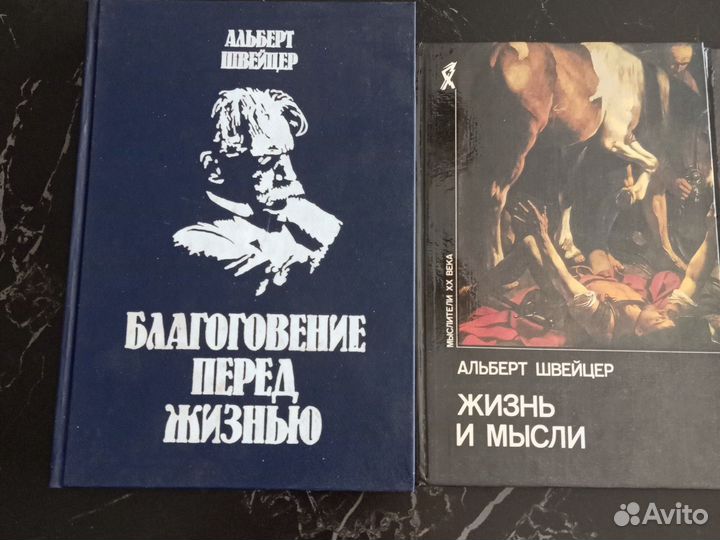 АЛЬБЕРТ
ШВЕЙЦЕР
БЛАГОГОВЕНИЕ
ПЕРЕД
ЖИЗНЬЮ
МЫСЛИТЕЛИ XX ВЕКА
АЛЬБЕРТ ШВЕЙЦЕР
ЖИЗНЬ
И МЫСЛИ
Avito